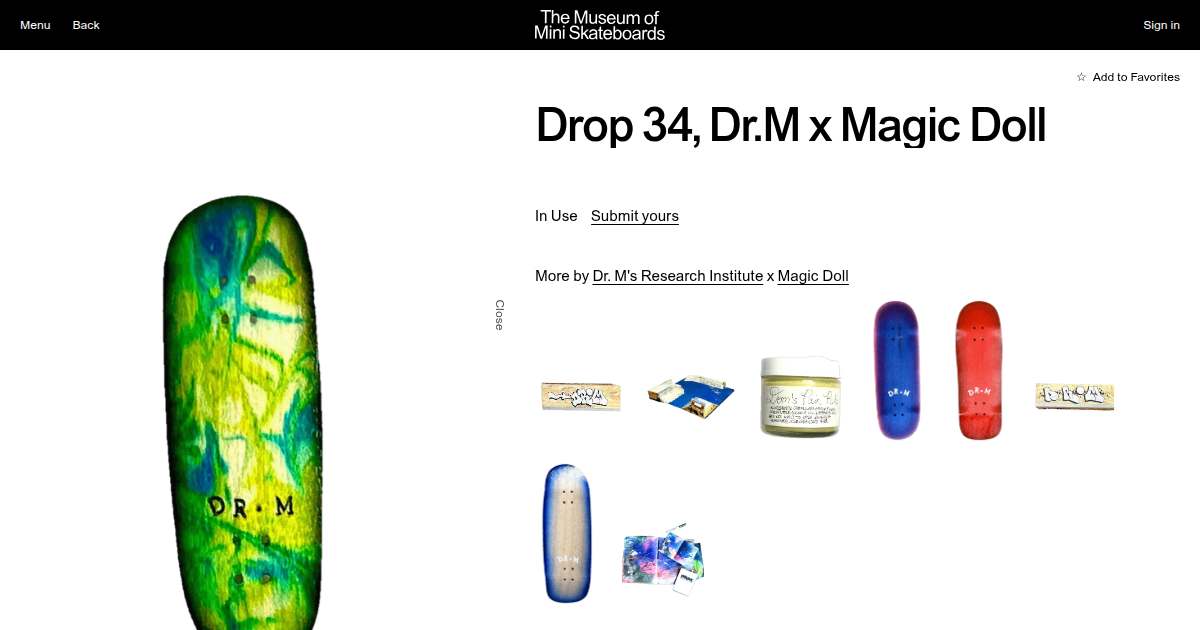 Menu
Back
The Museum of
Mini Skateboards
Sign in
☆ Add to Favorites
Drop 34, Dr.M x Magic Doll
In Use Submit yours
More by Dr. M's Research Institute x Magic Doll
Close
DR·M
DR·M
DR·M
DR·M